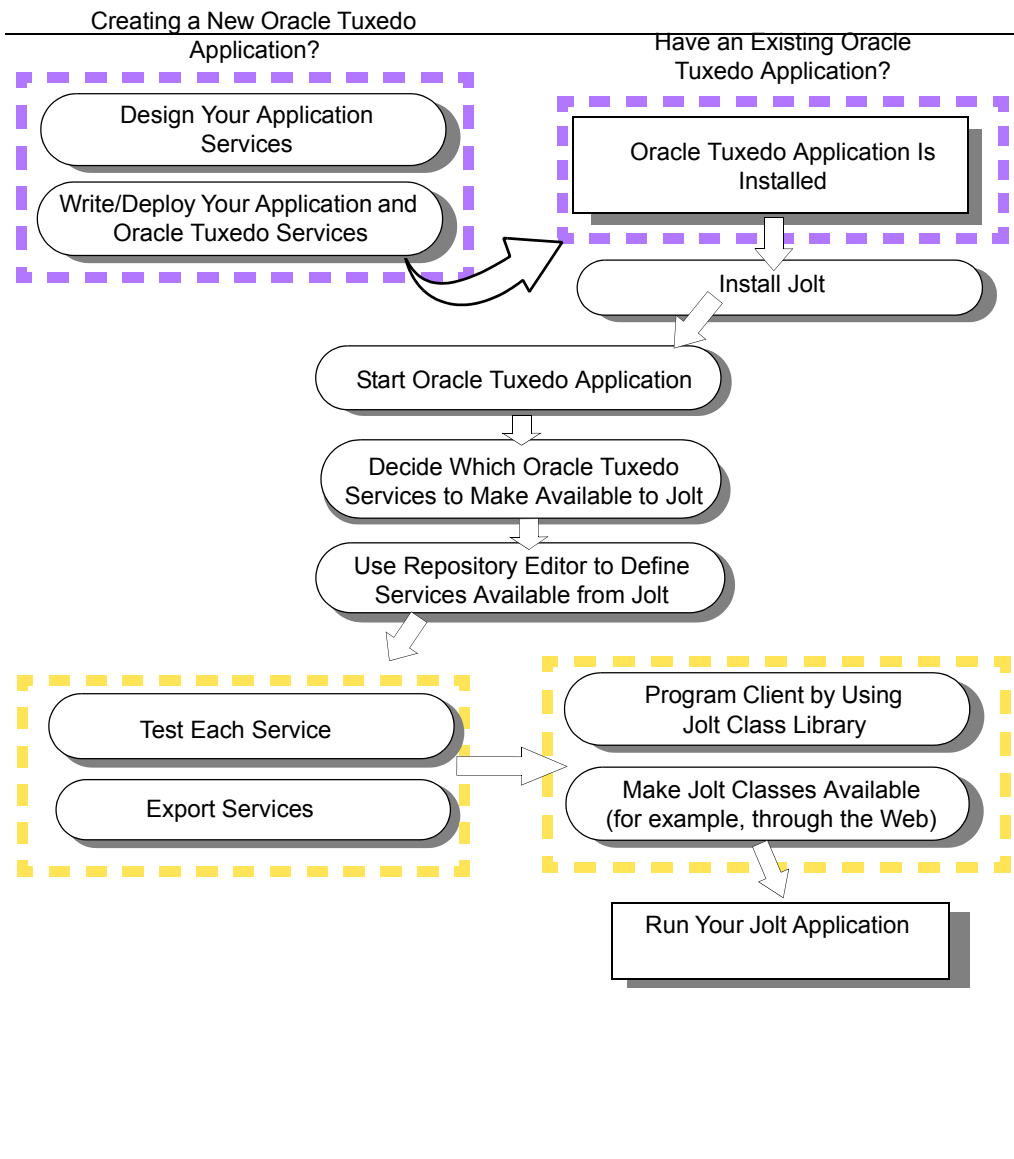 Creating a New Oracle Tuxedo
Application?
Have an Existing Oracle
Tuxedo Application?
Design Your Application
Services
Write/Deploy Your Application and
Oracle Tuxedo Services
Oracle Tuxedo Application Is
Installed
Install Jolt
Start Oracle Tuxedo Application
Decide Which Oracle Tuxedo
Services to Make Available to Jolt
Use Repository Editor to Define
Services Available from Jolt
Test Each Service
Export Services
Program Client by Using
Jolt Class Library
Make Jolt Classes Available
(for example, through the Web)
Run Your Jolt Application